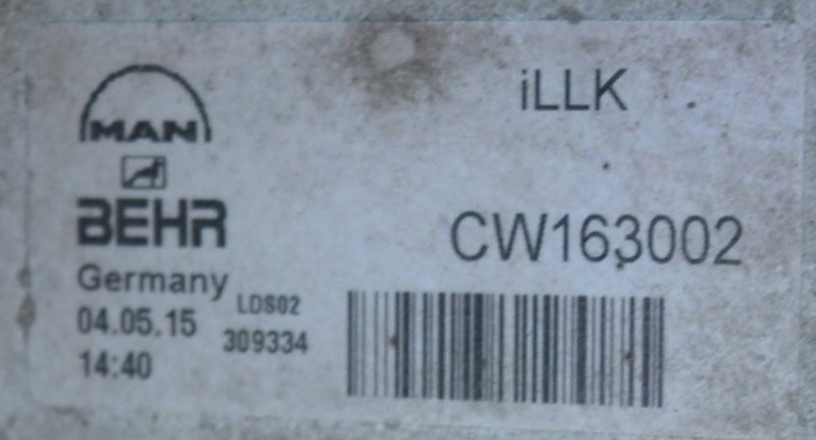 MAN
iLLK
BEHR
CW163002
Germany
LDS02
04.05.15
309334
14:40